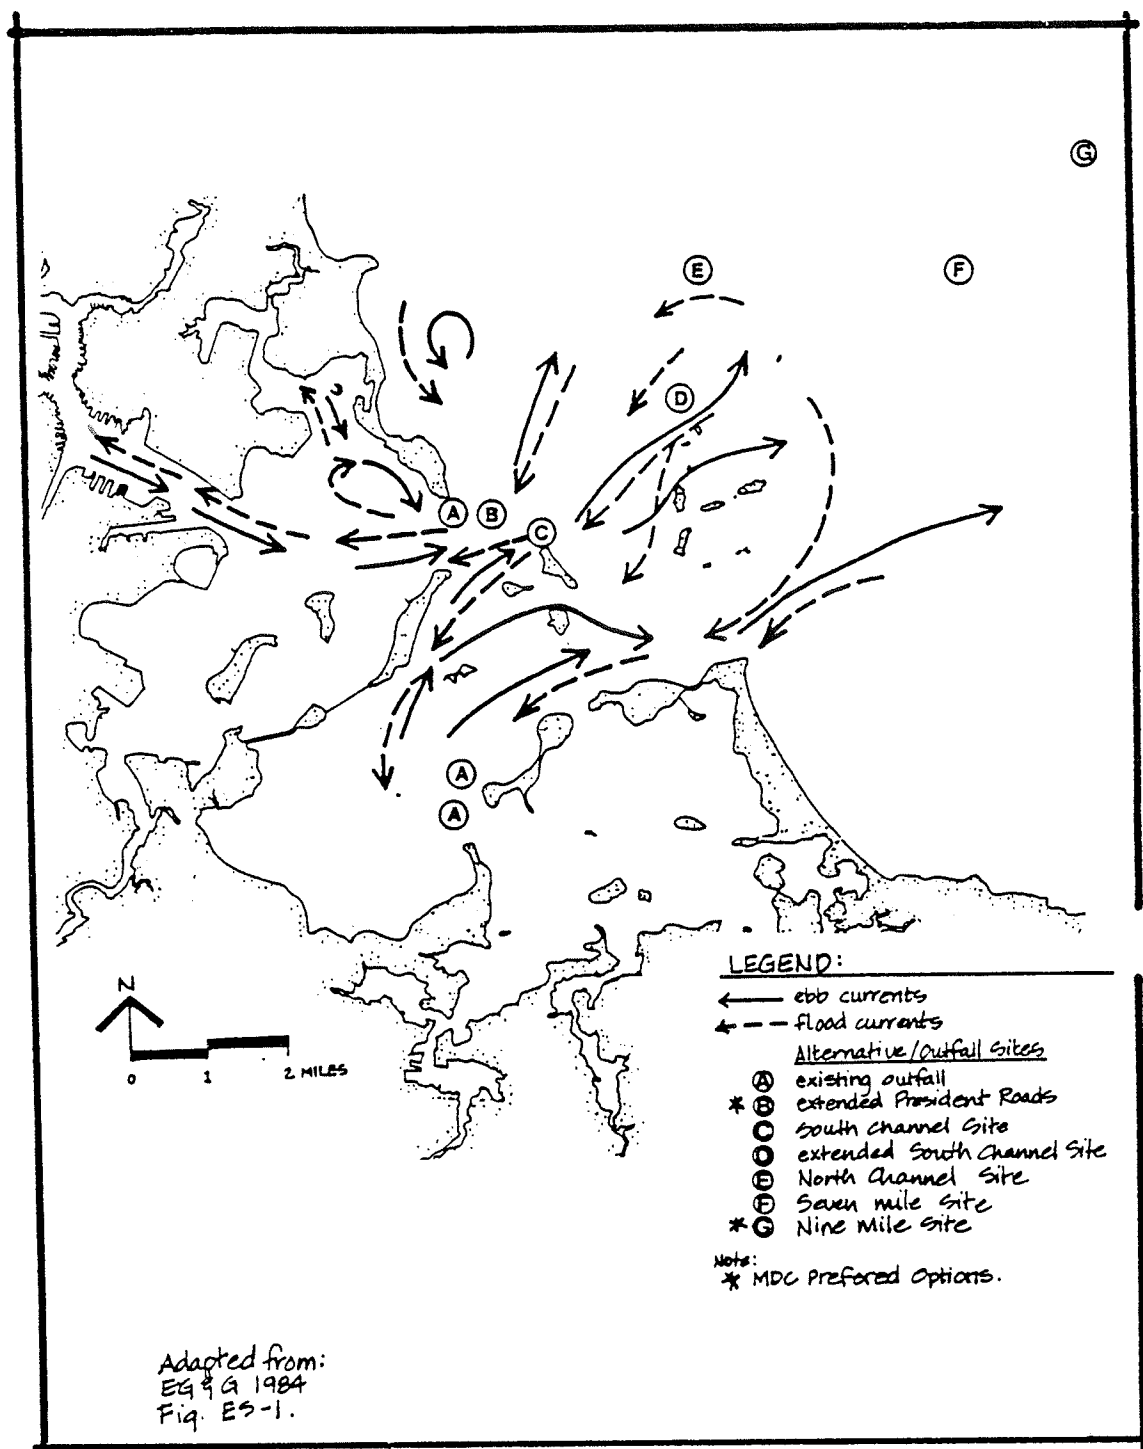 G
E
F
D
A
B
C
A
A
N
0 1 2 MILES
LEGEND:
ebb currents
flood currents
Alternative/Outfall Sites
A existing outfall
* B extended President Roads
C South Channel Site
D extended South Channel Site
E North Channel Site
F Seven mile Site
* G Nine Mile Site
Note:
* MDC Prefered Options.
Adapted from:
EG & G 1984
Fig. ES-1.